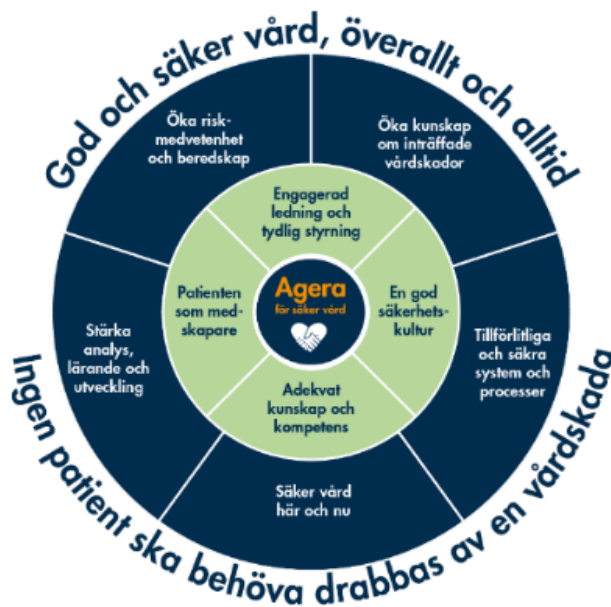 God och säker vård, överallt och alltid
Öka risk-
medvetenhet
och beredskap
Öka kunskap
om inträffade
vårdskador
Engagerad
ledning och
tydlig styrning
Patienten
som med-
skapare
Agera
för säker vård
En god
säkerhets-
kultur
Stärka
analys,
lärande och
utveckling
Tillförlitliga
och säkra
system och
processer
Adekvat
kunskap och
kompetens
Säker vård
här och nu
Ingen patient ska behöva drabbas av en vårdskada